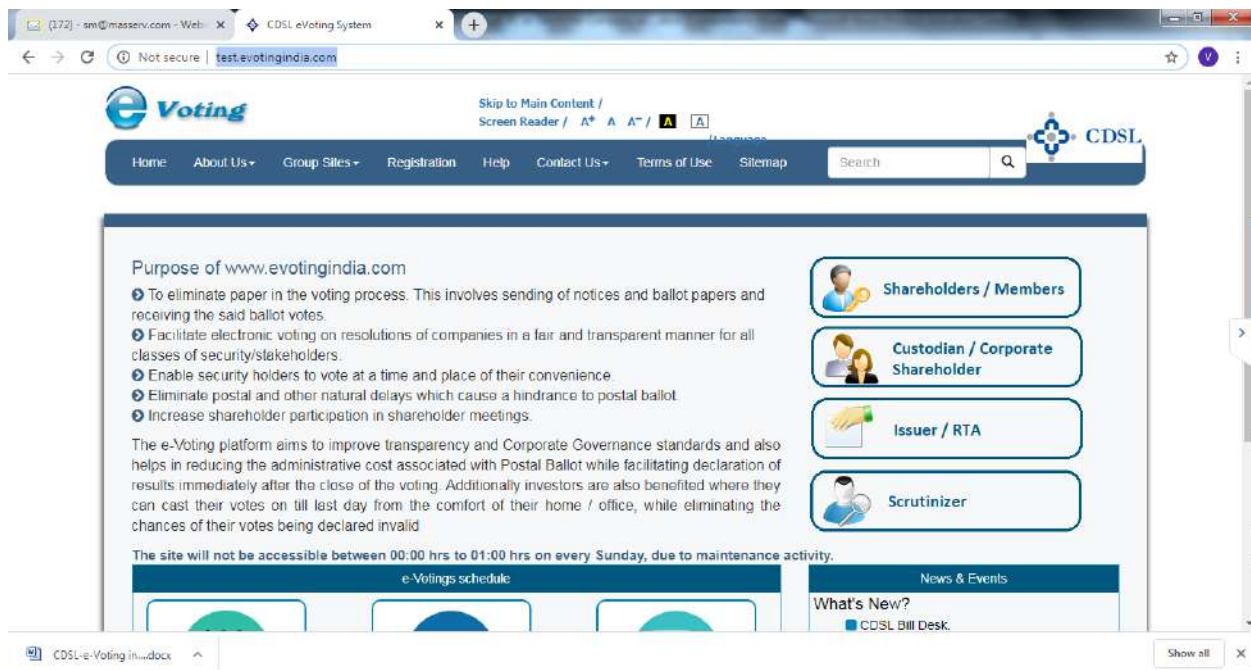 (172) - sm@masserv.com - Web
CDSL eVoting System
Not secure | test.evotingindia.com
V
e Voting
Skip to Main Content /
Screen Reader / A+ A A- / A A
/Language
CDSL
Home About Us Group Sites Registration Help Contact Us Terms of Use Sitemap Search
Purpose of www.evotingindia.com
To eliminate paper in the voting process. This involves sending of notices and ballot papers and
receiving the said ballot votes.
Facilitate electronic voting on resolutions of companies in a fair and transparent manner for all
classes of security/stakeholders.
Enable security holders to vote at a time and place of their convenience.
Eliminate postal and other natural delays which cause a hindrance to postal ballot.
Increase shareholder participation in shareholder meetings.
The e-Voting platform aims to improve transparency and Corporate Governance standards and also
helps in reducing the administrative cost associated with Postal Ballot while facilitating declaration of
results immediately after the close of the voting. Additionally investors are also benefited where they
can cast their votes on till last day from the comfort of their home / office, while eliminating the
chances of their votes being declared invalid
Shareholders / Members
Custodian / Corporate
Shareholder
Issuer / RTA
Scrutinizer
The site will not be accessible between 00:00 hrs to 01:00 hrs on every Sunday, due to maintenance activity.
e-Votings schedule
News & Events
What's New?
CDSL Bill Desk.
CDSL-e-Voting in....docx
Show all